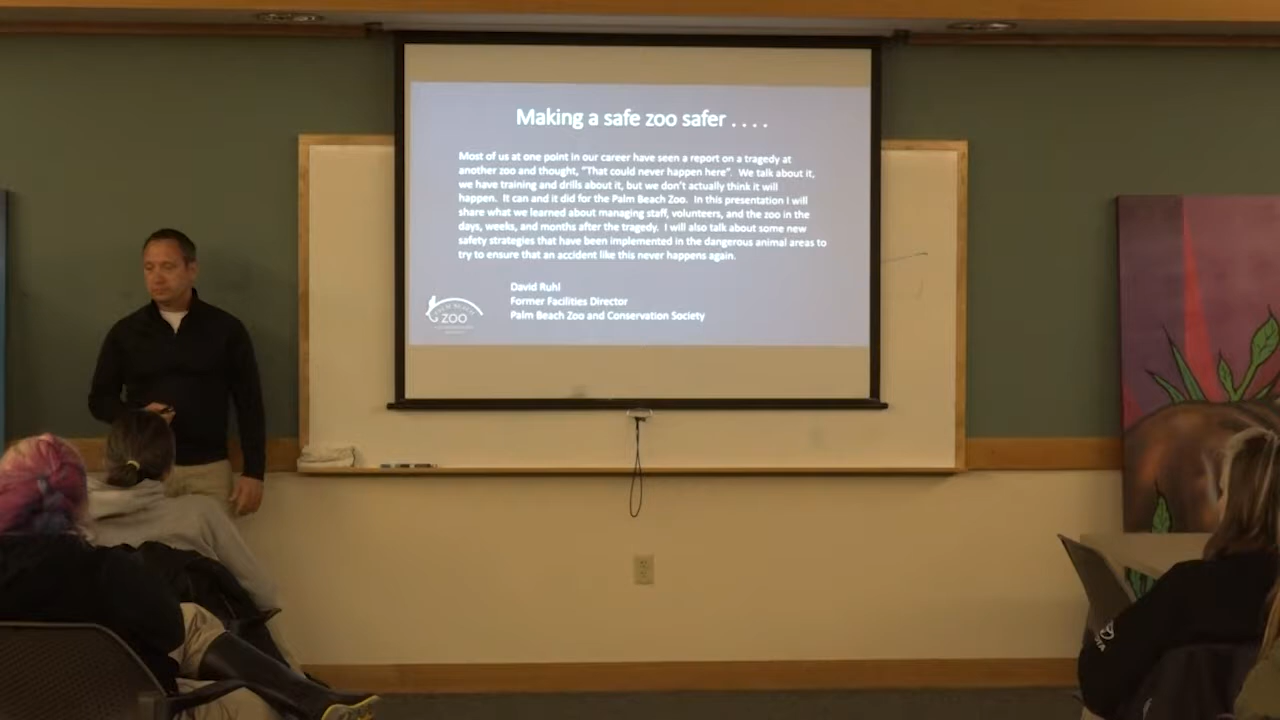 Making a safe zoo safer . . . .
Most of us at one point in our career have seen a report on a tragedy at
another zoo and thought, "That could never happen here".  We talk about it,
we have training and drills about it, but we don't actually think it will
happen.  It can and it did for the Palm Beach Zoo.  In this presentation I will
share what we learned about managing staff, volunteers, and the zoo in the
days, weeks, and months after the tragedy.  I will also talk about some new
safety strategies that have been implemented in the dangerous animal areas to
try to ensure that an accident like this never happens again.
David Ruhl
Former Facilities Director
Palm Beach Zoo and Conservation Society
PALM BEACH
ZOO